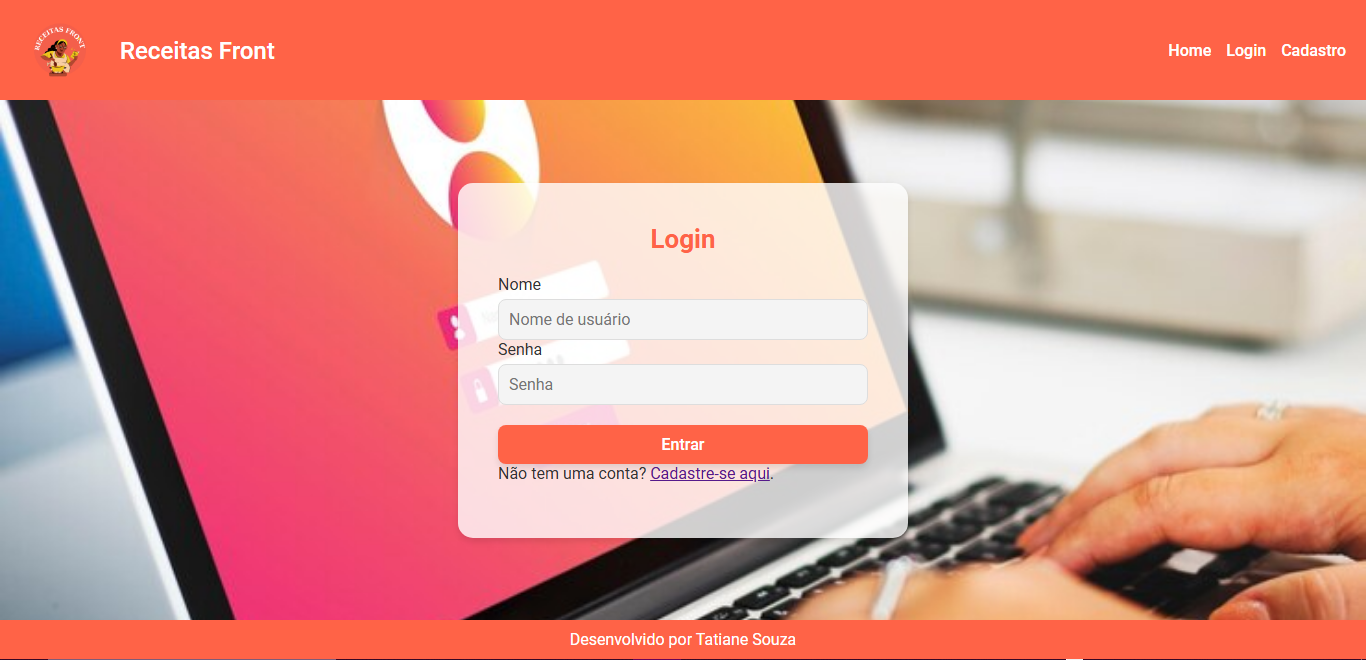 RECEITAS FRONT
Receitas Front
Home Login Cadastro
Login
Nome
Nome de usuário
Senha
Senha
Entrar
Não tem uma conta? Cadastre-se aqui.
Desenvolvido por Tatiane Souza